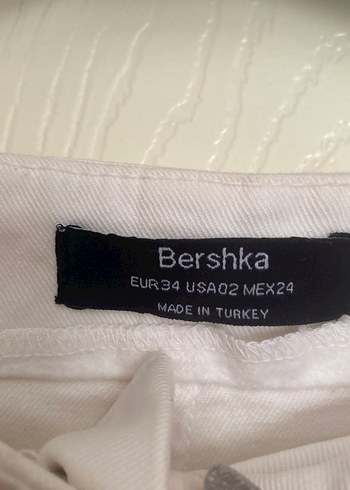 Bershka
EUR34 USA02 MEX24
MADE IN TURKEY